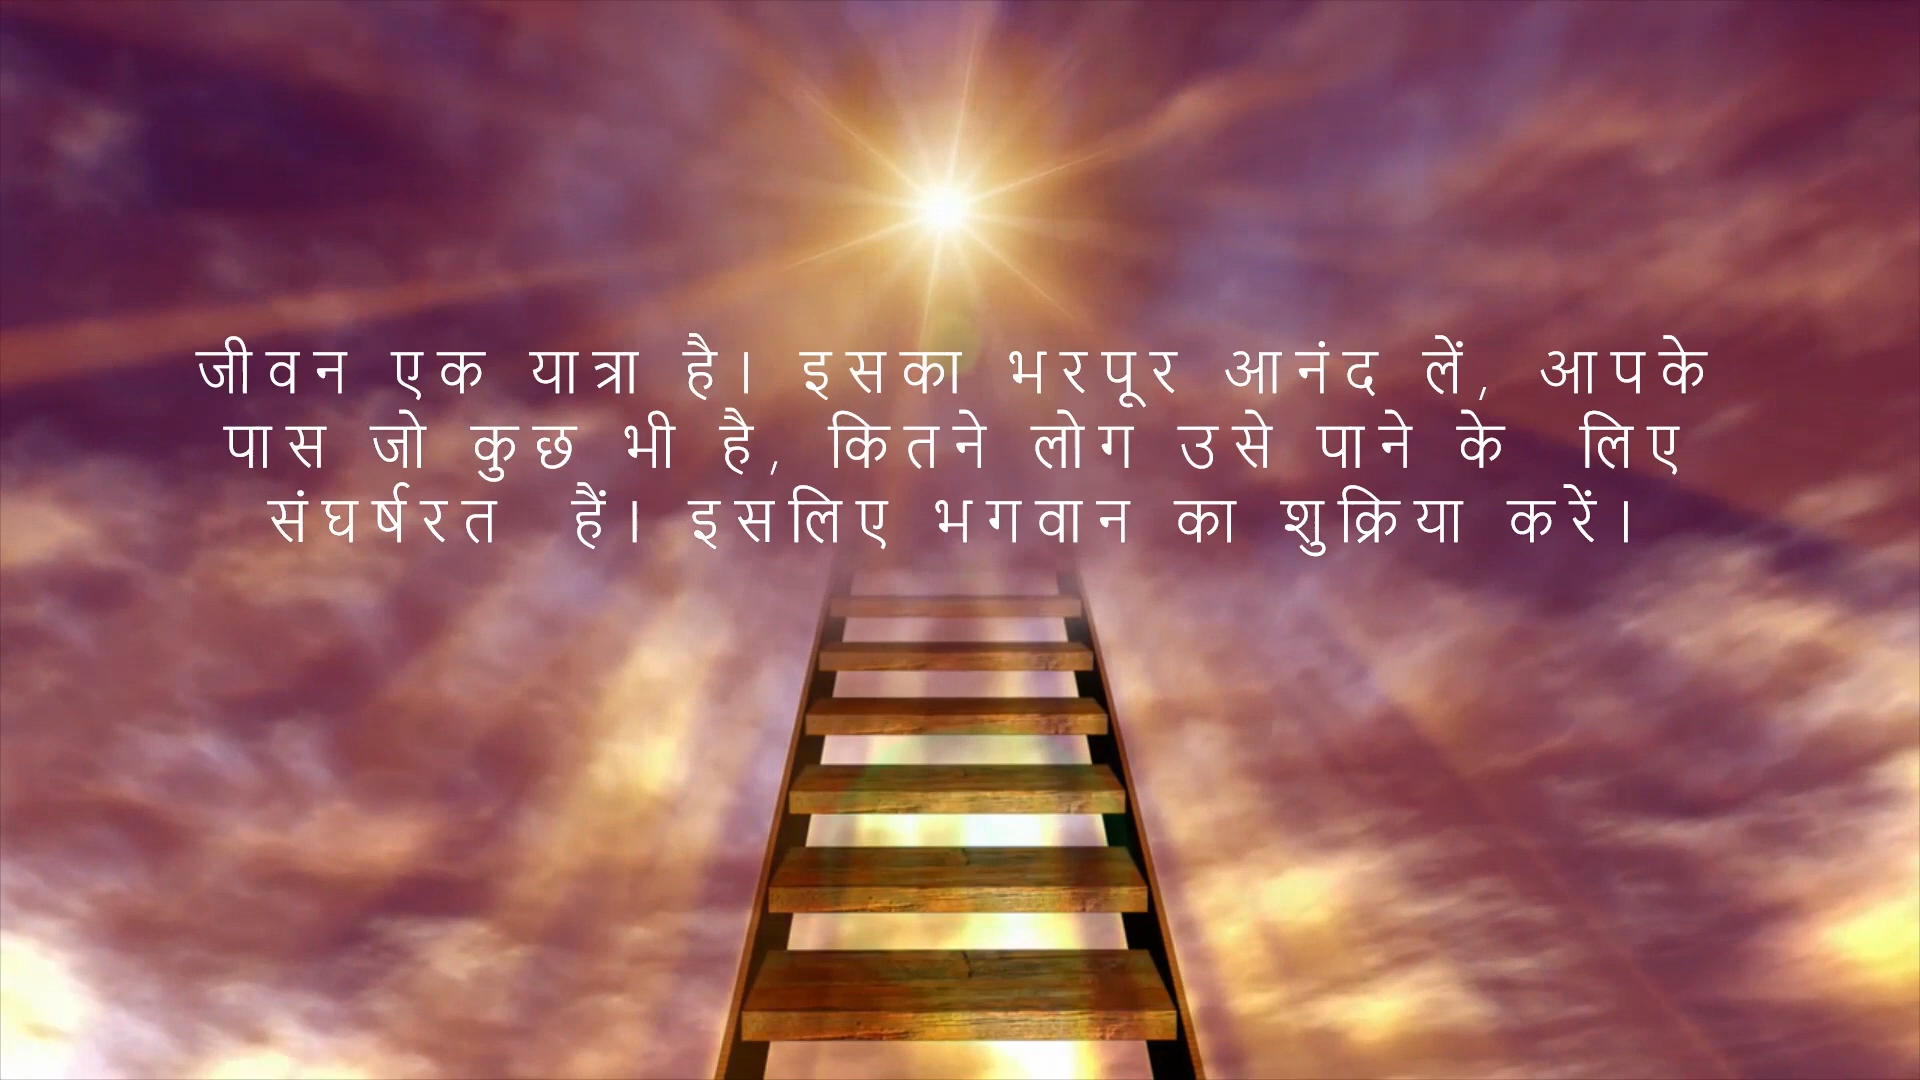 जीवन एक यात्रा है। इसका भरपूर आनंद लें, आपके
पास जो कुछ भी है, कितने लोग उसे पाने के लिए
संघर्षरत हैं। इसलिए भगवान का शुक्रिया करें।